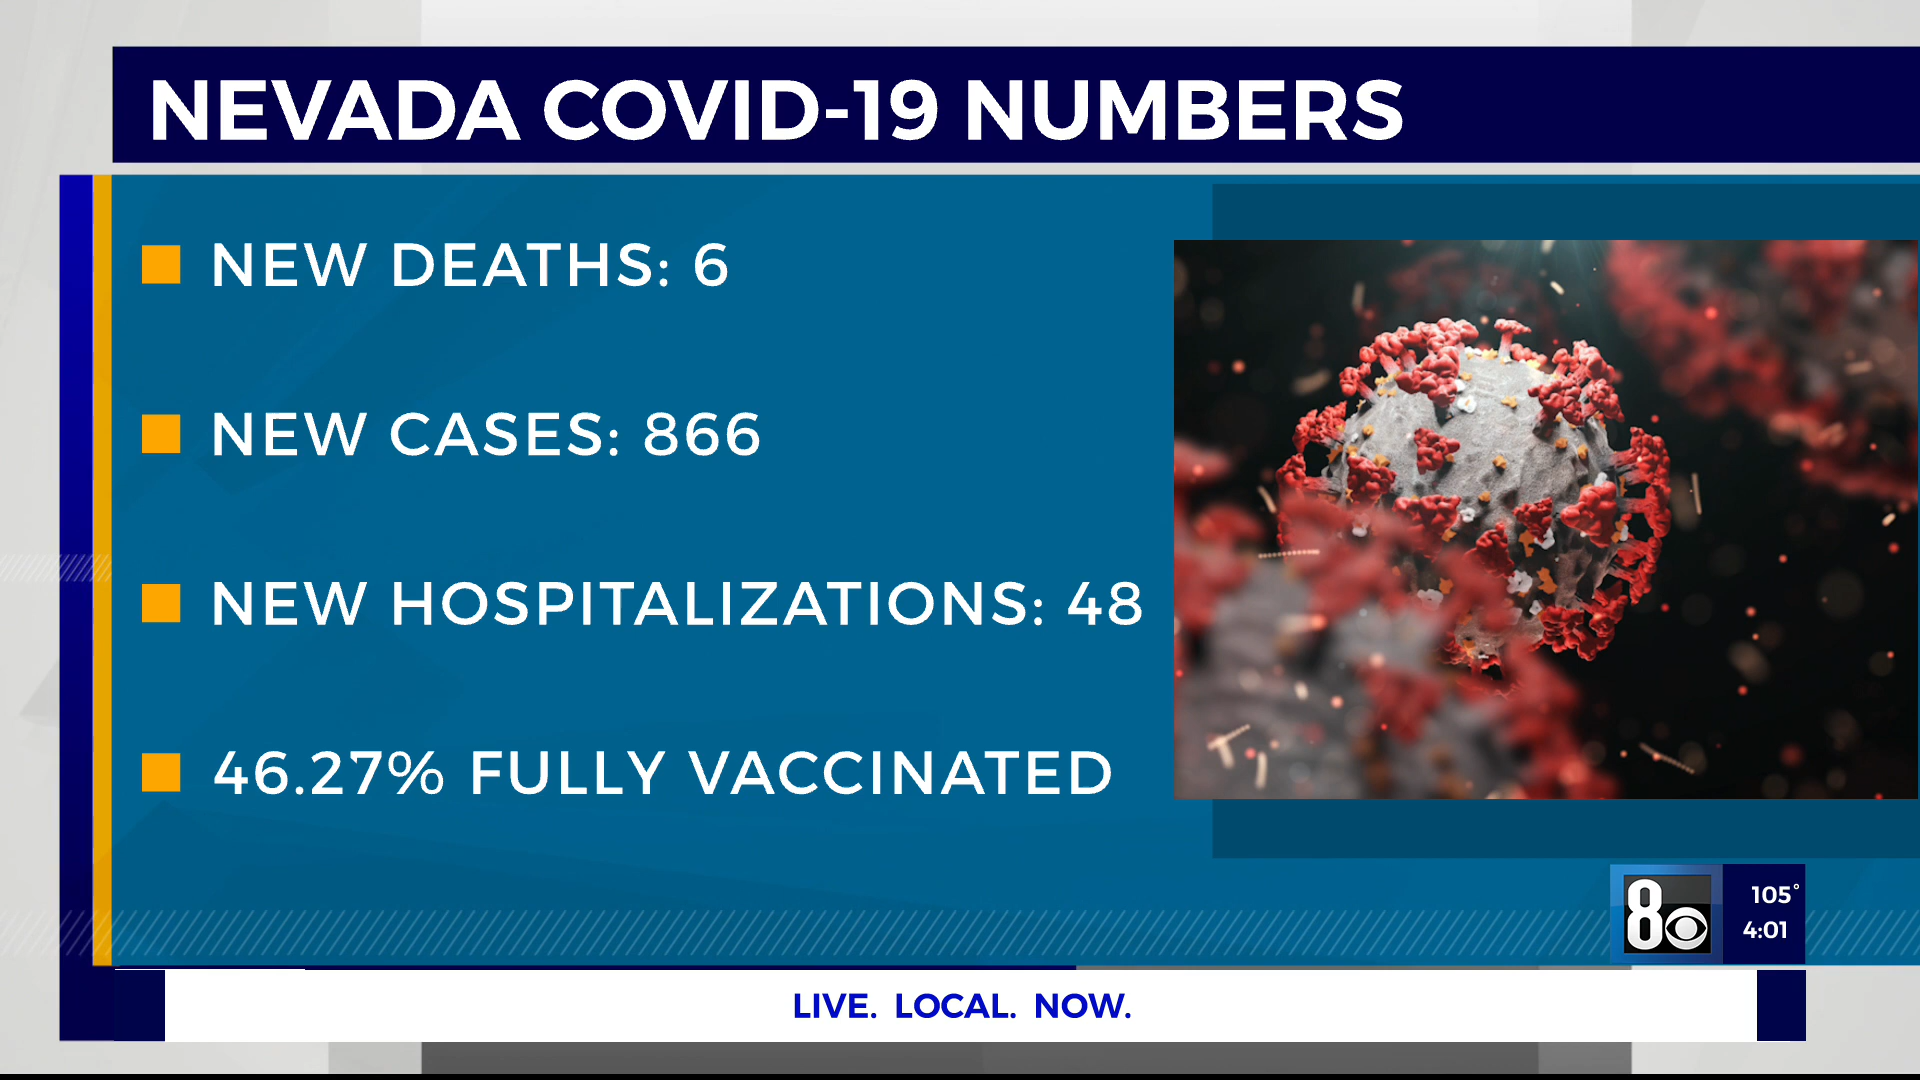 NEVADA COVID-19 NUMBERS
NEW DEATHS: 6
NEW CASES: 866
NEW HOSPITALIZATIONS: 48
46.27% FULLY VACCINATED
8
105°
4:01
LIVE. LOCAL. NOW.